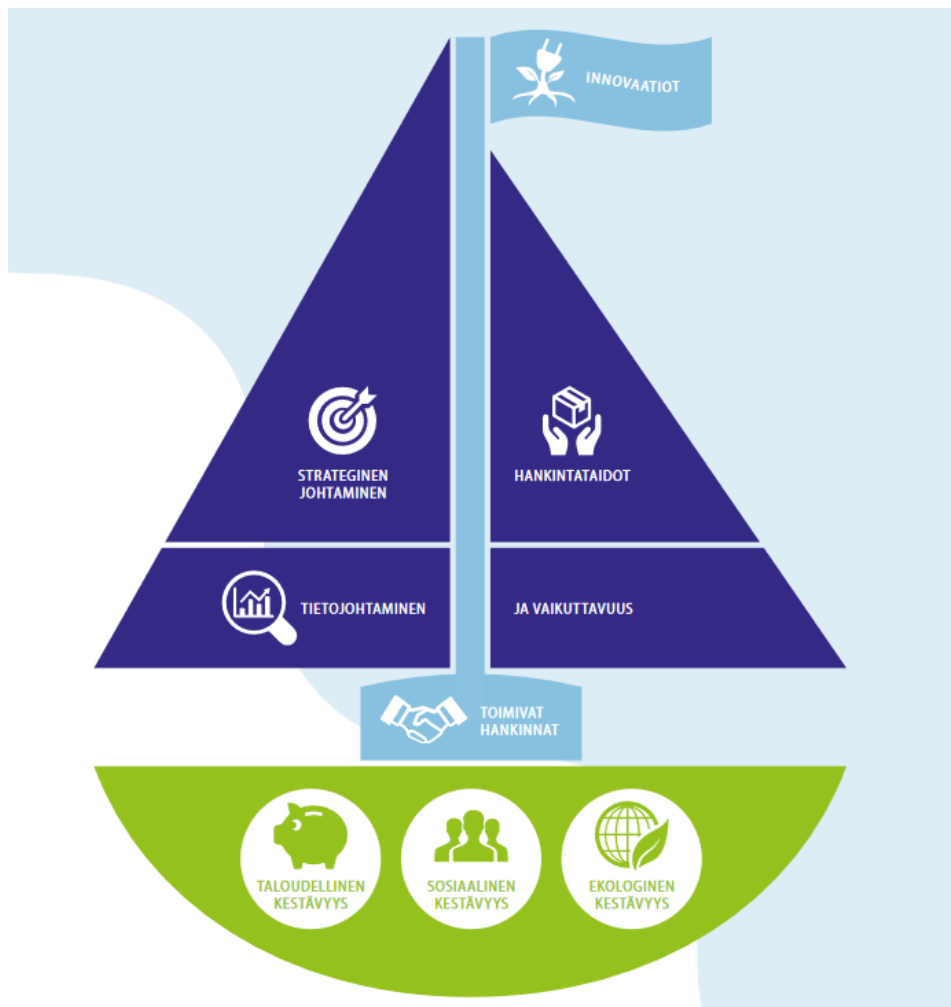 INNOVAATIOT
STRATEGINEN
JOHTAMINEN
HANKINTATAIDOT
TIETOJOHTAMINEN
JA VAIKUTTAVUUS
TOIMIVAT
HANKINNAT
TALOUDELLINEN
KESTÄVYYS
SOSIAALINEN
KESTÄVYYS
EKOLOGINEN
KESTÄVYYS